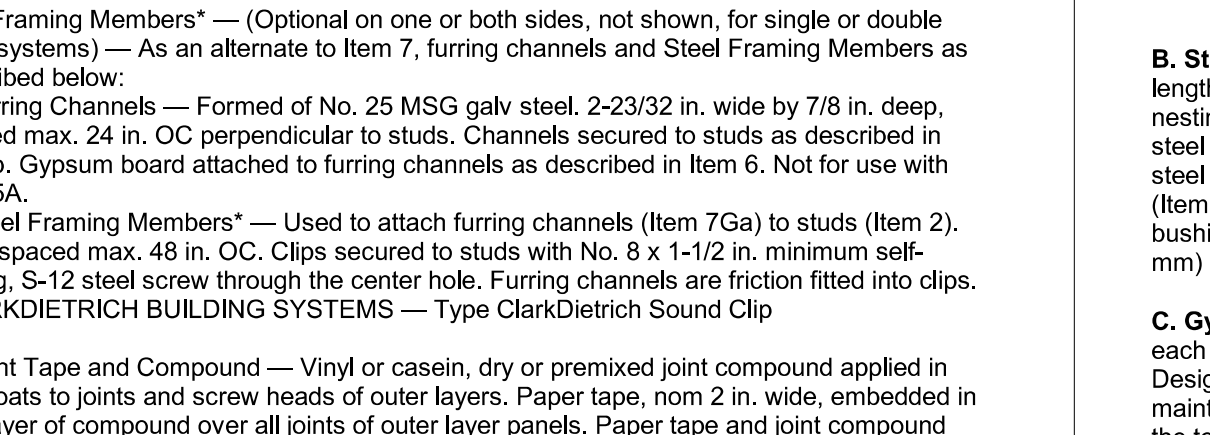 Framing Members* — (Optional on one or both sides, not shown, for single or double
systems) — As an alternate to Item 7, furring channels and Steel Framing Members as
below:
Channels — Formed of No. 25 MSG galv steel. 2-23/32 in. wide by 7/8 in. deep,
max. 24 in. OC perpendicular to studs. Channels secured to studs as described in
Gypsum board attached to furring channels as described in Item 6. Not for use with
5A.
Framing Members* — Used to attach furring channels (Item 7Ga) to studs (Item 2).
spaced max. 48 in. OC. Clips secured to studs with No. 8 x 1-1/2 in. minimum self-
S-12 steel screw through the center hole. Furring channels are friction fitted into clips.
RKDIETRICH BUILDING SYSTEMS — Type ClarkDietrich Sound Clip
Tape and Compound — Vinyl or casein, dry or premixed joint compound applied in
to joints and screw heads of outer layers. Paper tape, nom 2 in. wide, embedded in
of compound over all joints of outer layer panels. Paper tape and joint compound
B. St
length
nestin
steel
steel
(Item
bushi
mm)
C. Gy
each
Desig
maint